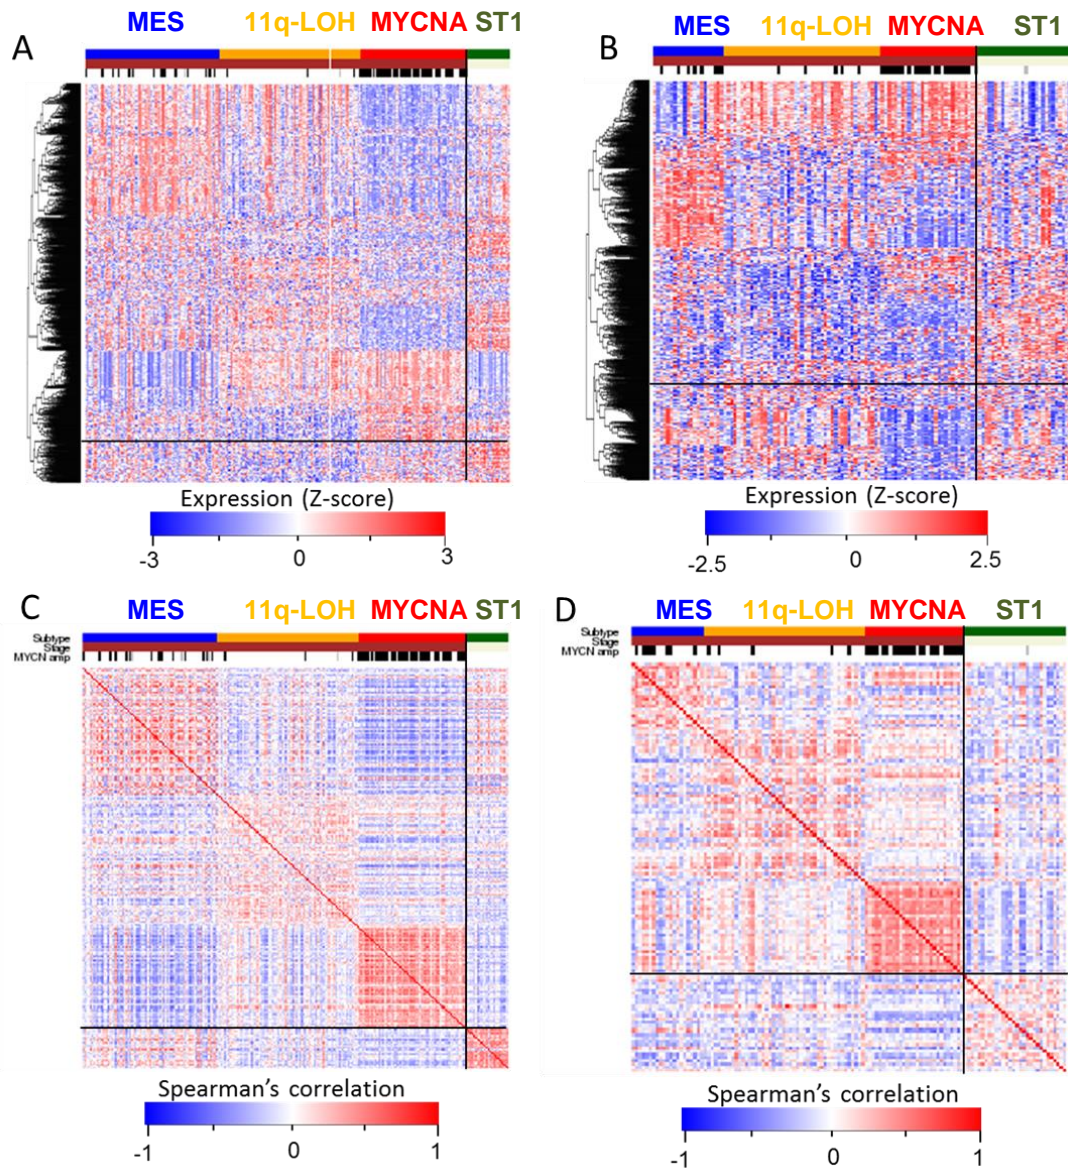 MES 11q-LOH MYCNA ST1
A
MES 11q-LOH MYCNA ST1
B
Expression (Z-score)
-3 0 3
Expression (Z-score)
-2.5 0 2.5
C
MES 11q-LOH MYCNA ST1
Subtype
Stage
MYCN amp
Spearman's correlation
-1 0 1
D
MES 11q-LOH MYCNA ST1
Subtype
Stage
MYCN amp
Spearman's correlation
-1 0 1